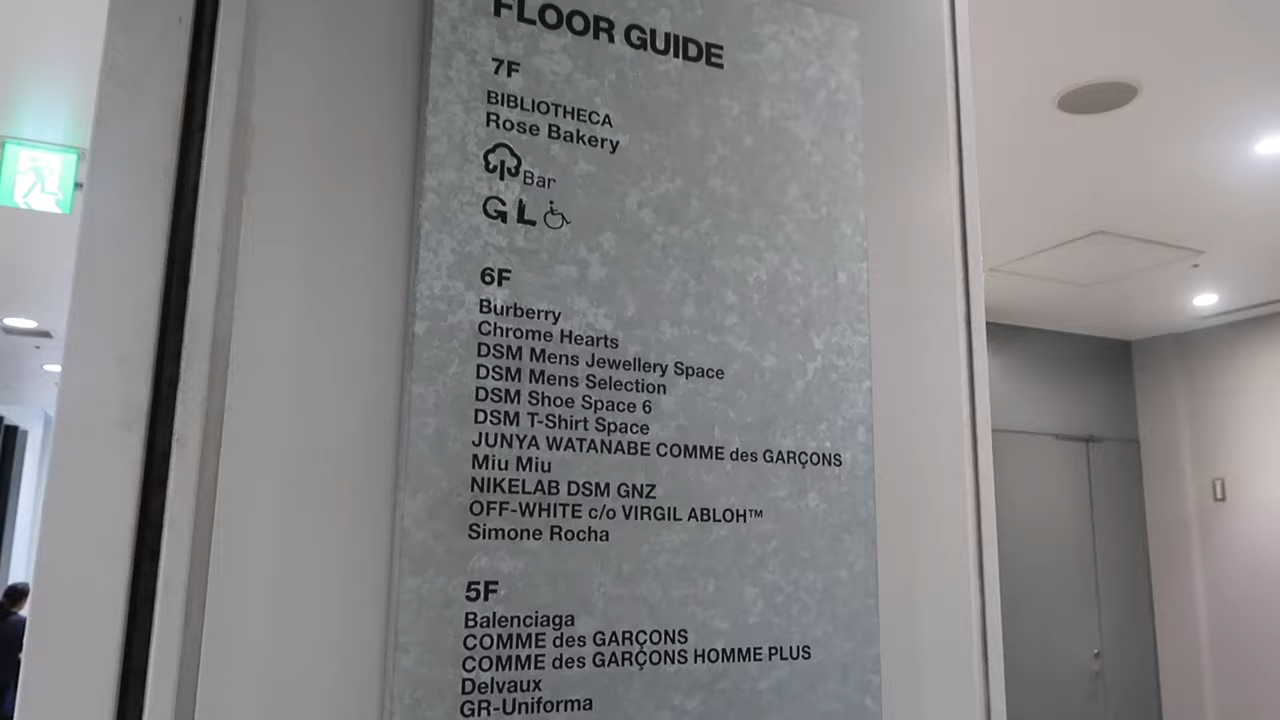 FLOOR GUIDE
7F
BIBLIOTHECA
Rose Bakery
Bar
G L
6F
Burberry
Chrome Hearts
DSM Mens Jewellery Space
DSM Mens Selection
DSM Shoe Space 6
DSM T-Shirt Space
JUNYA WATANABE COMME des GARÇONS
Miu Miu
NIKELAB DSM GNZ
OFF-WHITE c/o VIRGIL ABLOH™
Simone Rocha
5F
Balenciaga
COMME des GARÇONS
COMME des GARÇONS HOMME PLUS
Delvaux
GR-Uniforma